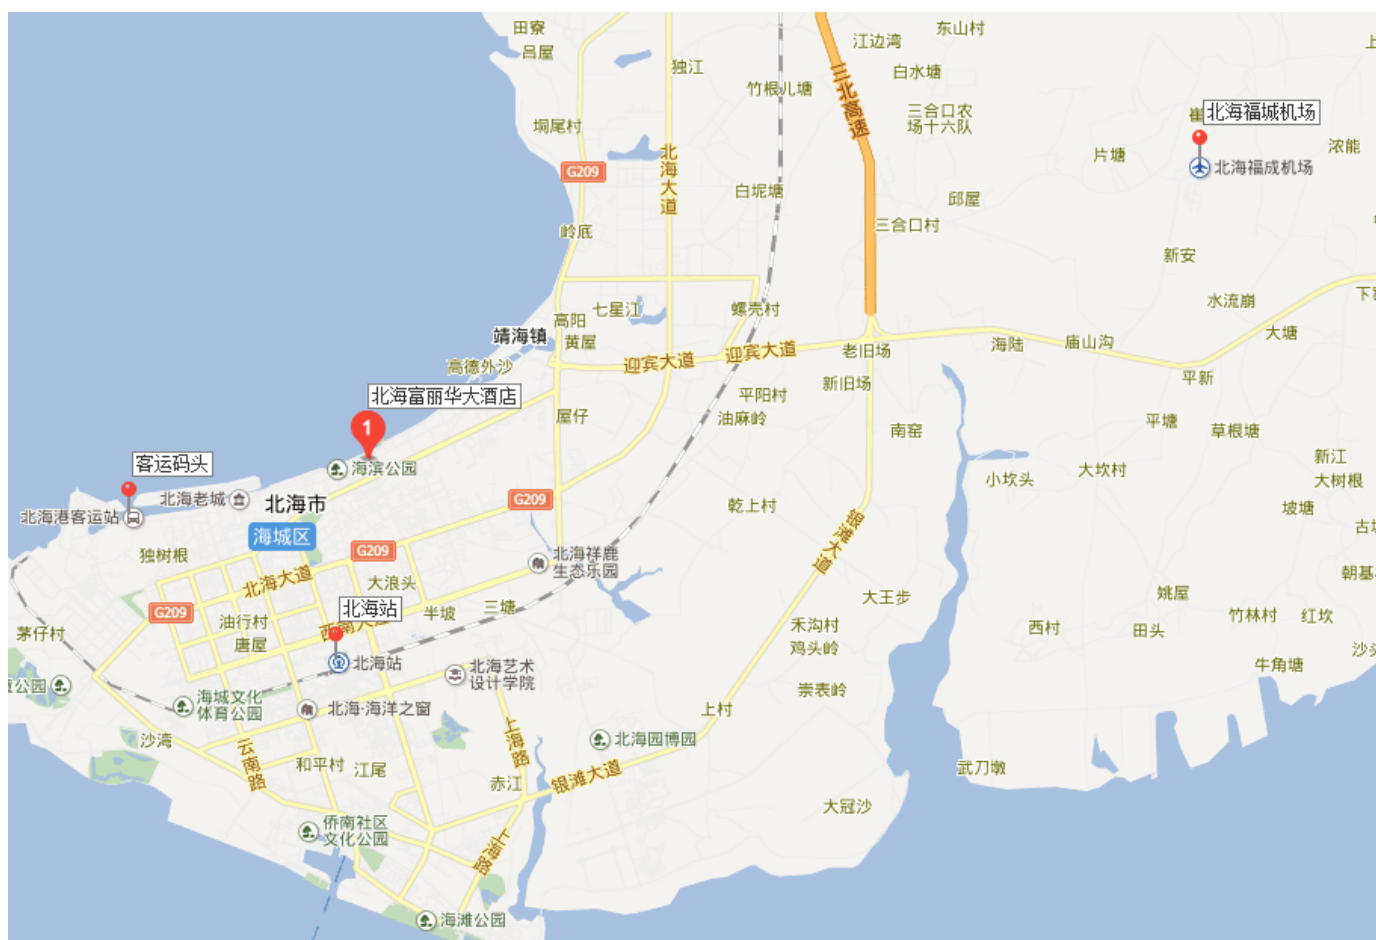 田寮
吕屋
独江
竹根儿塘
江边湾
东山村
白水塘
三北高速
三合口农
场十六队
北海福城机场
北海福成机场
浓能
片塘
垌尾村
G209
北海大道
白坭塘
邱屋
三合口村
岭底
新安
水流崩
大塘
七星江
螺壳村
高阳
黄屋
靖海镇
迎宾大道
迎宾大道
老旧场
海陆
庙山沟
平新
高德外沙
新旧场
平阳村
油麻岭
北海富丽华大酒店
1
屋仔
南窑
平塘
草根塘
海滨公园
客运码头
北海老城
北海市
北海港客运站
海城区
G209
小坎头
大坎村
新江
大树根
坡塘
乾上村
银滩大道
独树根
G209
北海大道
大浪头
北海祥鹿
生态乐园
大王步
姚屋
竹林村
红坎
G209
油行村
唐屋
北海站
半坡
三塘
茅仔村
北海站
禾沟村
鸡头岭
西村
田头
牛角塘
北海艺术
设计学院
崇表岭
海城文化
体育公园
北海·海洋之窗
上村
沙湾
云南路
和平村
江尾
上海路
赤江
银滩大道
北海园博园
武刀墩
大冠沙
侨南社区
文化公园
上海路
海滩公园